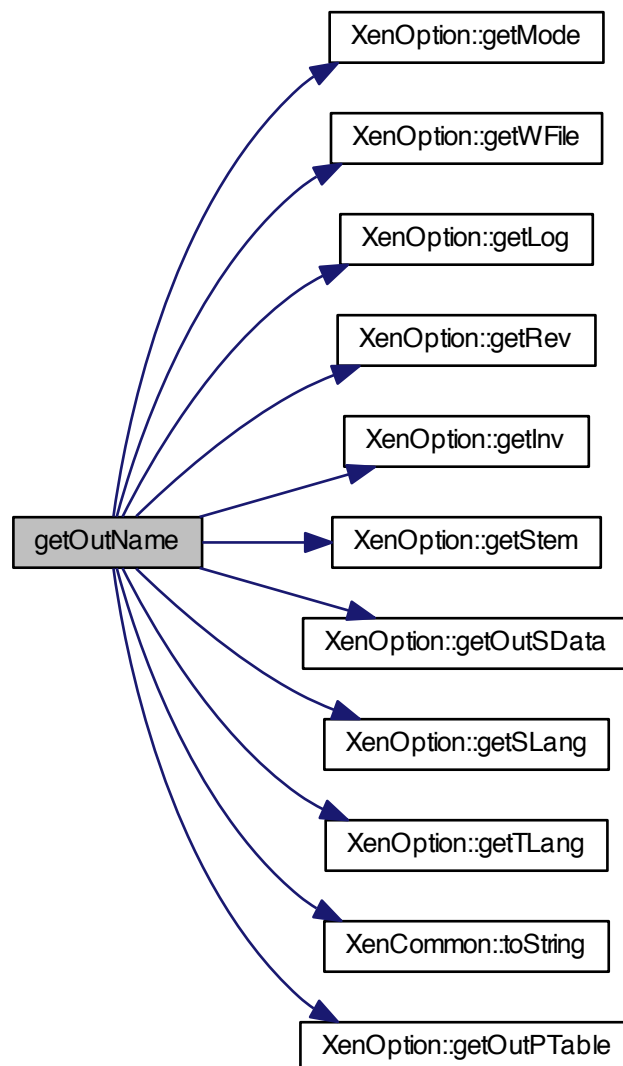 XenOption::getMode
XenOption::getWFile
XenOption::getLog
XenOption::getRev
XenOption::getInv
getOutName
XenOption::getStem
XenOption::getOutSData
XenOption::getSLang
XenOption::getTLang
XenCommon::toString
XenOption::getOutPTable